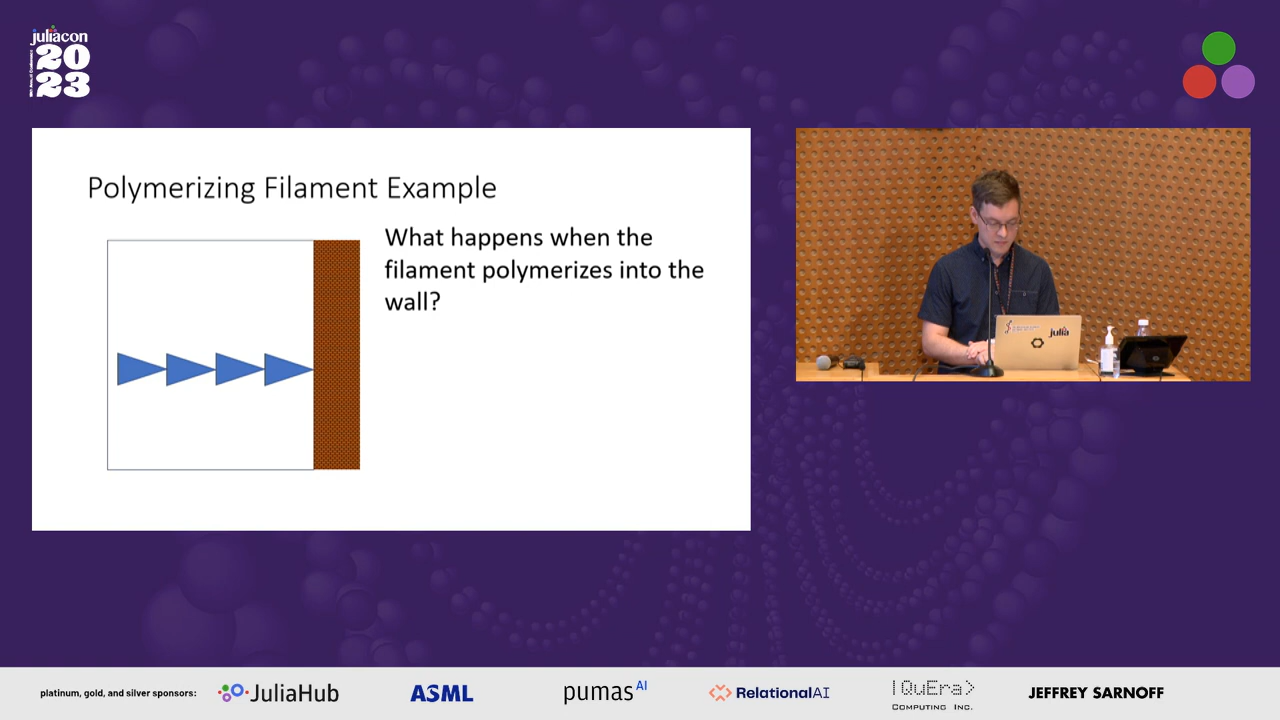 juliacon
20
23
Polymerizing Filament Example
What happens when the
filament polymerizes into the
wall?
julia
platinum, gold, and silver sponsors:
JuliaHub
ASML
pumas AI
RelationalAI
|QuEra>
COMPUTING INC.
JEFFREY SARNOFF